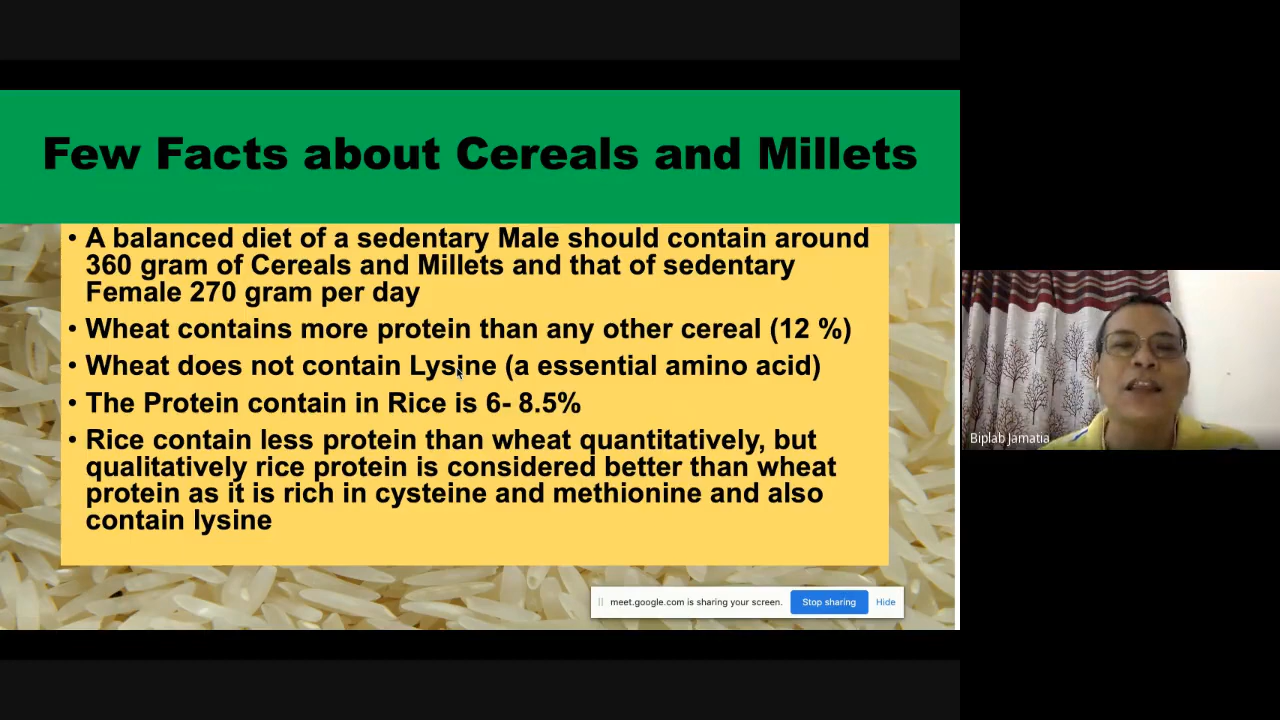 Few Facts about Cereals and Millets
• A balanced diet of a sedentary Male should contain around
360 gram of Cereals and Millets and that of sedentary
Female 270 gram per day
• Wheat contains more protein than any other cereal (12 %)
• Wheat does not contain Lysine (a essential amino acid)
• The Protein contain in Rice is 6- 8.5%
• Rice contain less protein than wheat quantitatively, but
qualitatively rice protein is considered better than wheat
protein as it is rich in cysteine and methionine and also
contain lysine
meet.google.com is sharing your screen. Stop sharing Hide
Biplab Jamatia